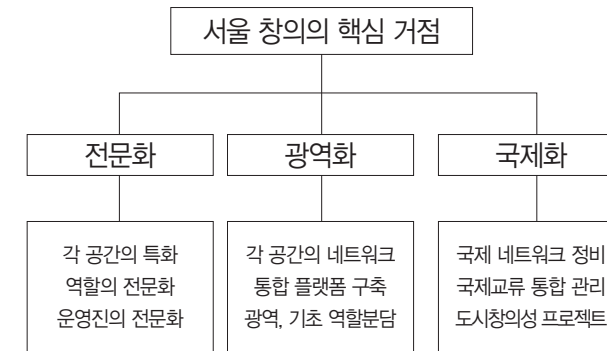 서울 창의의 핵심 거점
전문화
광역화
국제화
각 공간의 특화
역할의 전문화
운영진의 전문화
각 공간의 네트워크
통합 플랫폼 구축
광역, 기초 역할분담
국제 네트워크 정비
국제교류 통합 관리
도시창의성 프로젝트